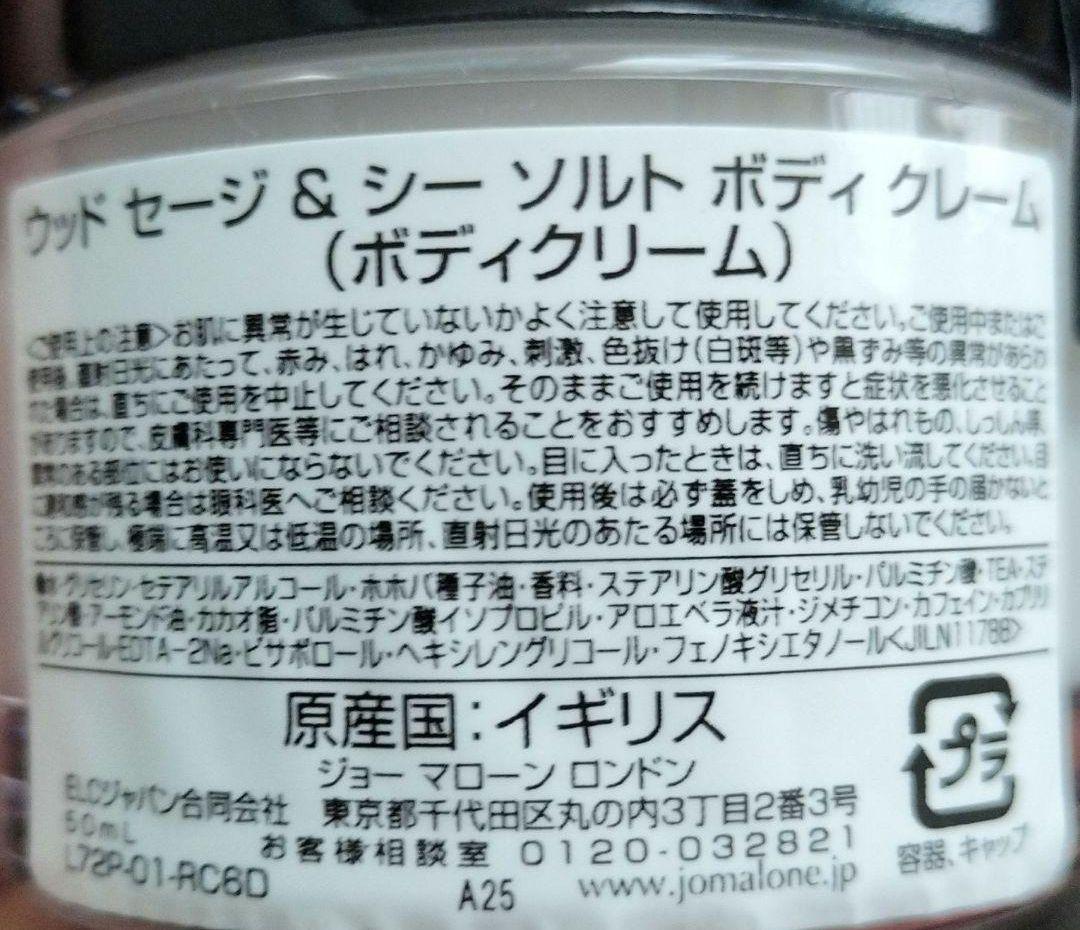 ウッド セージ & シー ソルト ボディ クレーム
(ボディクリーム)
<ご使用上の注意>お肌に異常が生じていないかよく注意して使用してください。ご使用中またはご
使用後、直射日光にあたって、赤み、はれ、かゆみ、刺激、色抜け(白斑等)や黒ずみ等の異常があらわ
れた場合は、直ちにご使用を中止してください。そのままご使用を続けますと症状を悪化させること
がありますので、皮膚科専門医等にご相談されることをおすすめします。傷やはれもの、しっしん等、
異常のある部位にはお使いにならないでください。目に入ったときは、直ちに洗い流してください。目
に違和感が残る場合は眼科医へご相談ください。使用後は必ず蓋をしめ、乳幼児の手の届かないと
ころに保管し、極端に高温又は低温の場所、直射日光のあたる場所には保管しないでください。
水・グリセリン・セテアリルアルコール・ホホバ種子油・香料・ステアリン酸グリセリル・パルミチン酸・TEA・ステ
アリン酸・アーモンド油・カカオ脂・パルミチン酸イソプロピル・アロエベラ液汁・ジメチコン・カフェイン・カプリリ
ルグリコール・EDTA-2Na・ビサボロール・ヘキシレングリコール・フェノキシエタノール<JILN11788>
原産国:イギリス
ジョー マローン ロンドン
ELCジャパン合同会社 東京都千代田区丸の内3丁目2番3号
50mL お客様相談室 0120-032821
L72P-01-RC6D A25 www.jomalone.jp
プラ
容器、キャップ